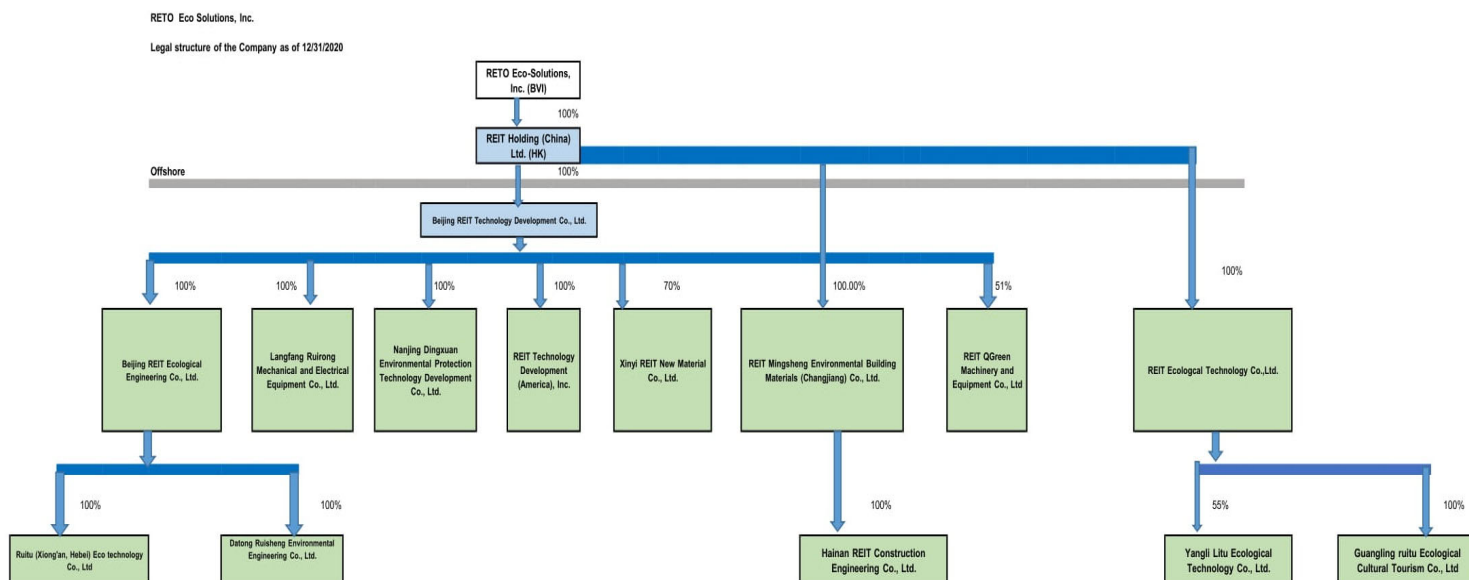 RETO Eco Solutions, Inc.
Legal structure of the Company as of 12/31/2020
RETO Eco-Solutions,
Inc. (BVI)
100%
REIT Holding (China)
Ltd. (HK)
100%
Offshore
Beijing REIT Technology Development Co., Ltd.
100%
100%
100%
100%
70%
100.00%
51%
100%
Beijing REIT Ecological
Engineering Co., Ltd.
Langfang Ruirong
Mechanical and Electrical
Equipment Co., Ltd.
Nanjing Dingxuan
Environmental Protection
Technology Development
Co., Ltd.
REIT Technology
Development
(America), Inc.
Xinyi REIT New Material
Co., Ltd.
REIT Mingsheng Environmental Building
Materials (Changjiang) Co., Ltd.
REIT QGreen
Machinery and
Equipment Co., Ltd
REIT Ecologcal Technology Co.,Ltd.
100%
100%
100%
55%
100%
Ruitu (Xiong'an, Hebei) Eco technology
Co., Ltd
Datong Ruisheng Environmental
Engineering Co., Ltd.
Hainan REIT Construction
Engineering Co., Ltd.
Yangli Litu Ecological
Technology Co., Ltd.
Guangling ruitu Ecological
Cultural Tourism Co., Ltd